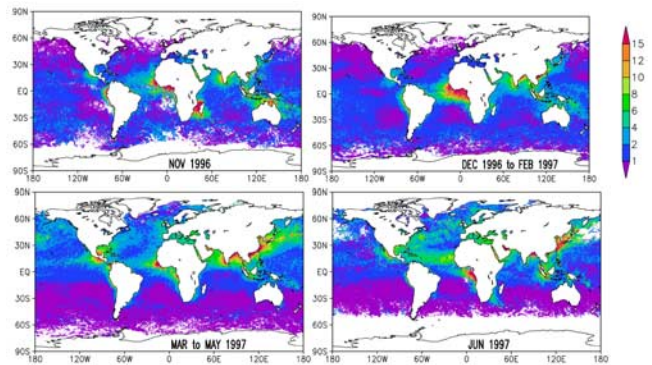 90N 90N
60N 60N
30N 30N
EQ EQ
30S 30S
60S 60S
90S 90S
NOV 1996 DEC 1996 to FEB 1997
180 120W 60W 0 60E 120E 180 180 120W 60W 0 60E 120E 180
15
12
10
8
6
4
2
1
90N 90N
60N 60N
30N 30N
EQ EQ
30S 30S
60S 60S
90S 90S
MAR to MAY 1997 JUN 1997
180 120W 60W 0 60E 120E 180 180 120W 60W 0 60E 120E 180